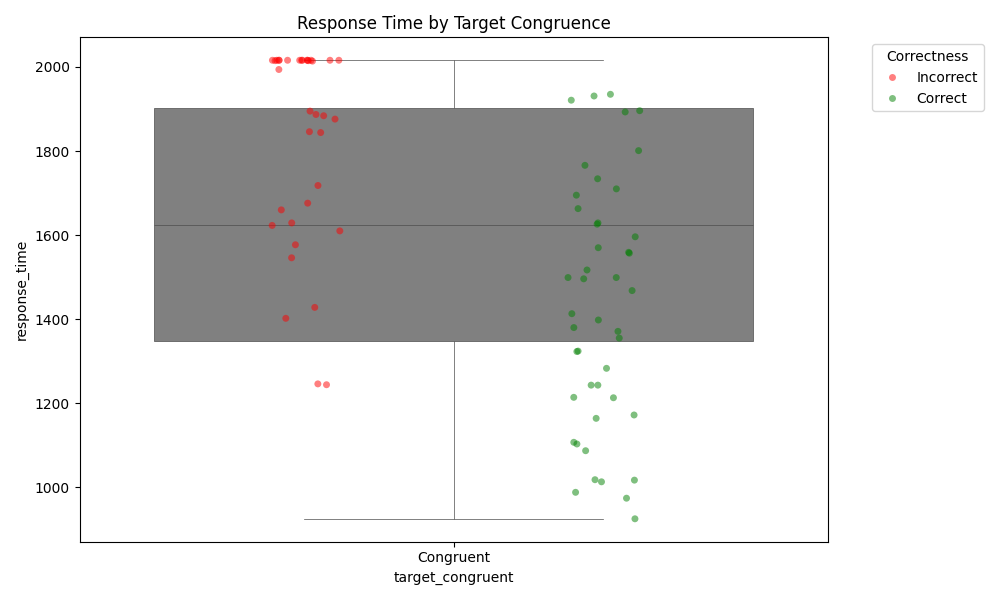 Response Time by Target Congruence
Correctness
Incorrect
Correct
2000
1800
1600
1400
1200
1000
response_time
Congruent
target_congruent